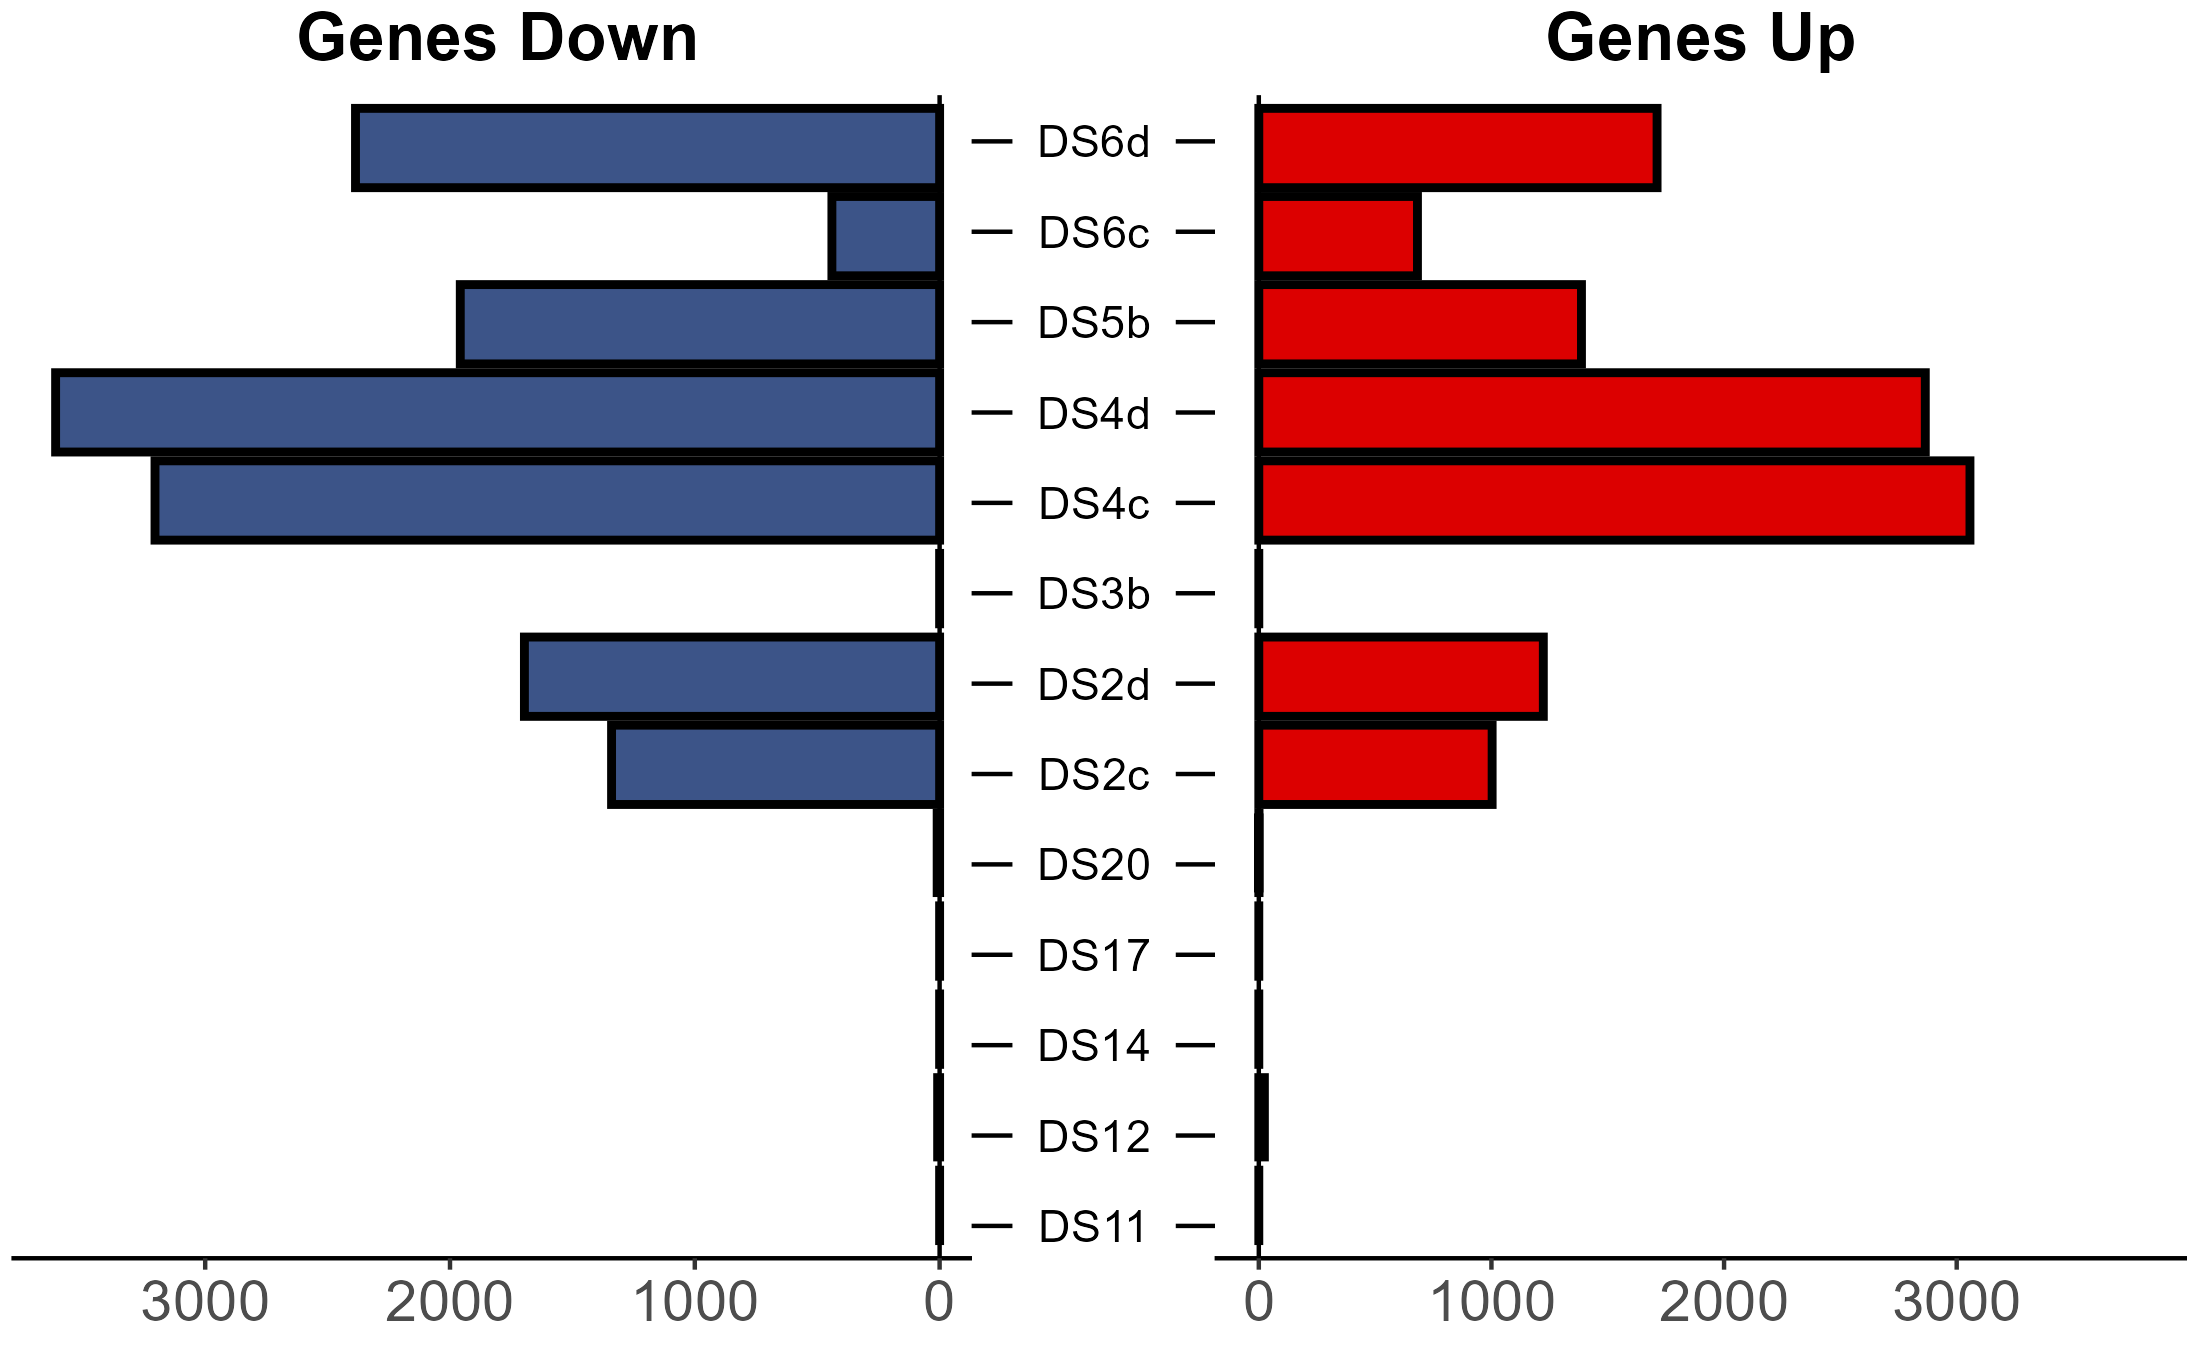 Genes Down
Genes Up
DS6d
DS6c
DS5b
DS4d
DS4c
DS3b
DS2d
DS2c
DS20
DS17
DS14
DS12
DS11
3000 2000 1000 0
0 1000 2000 3000